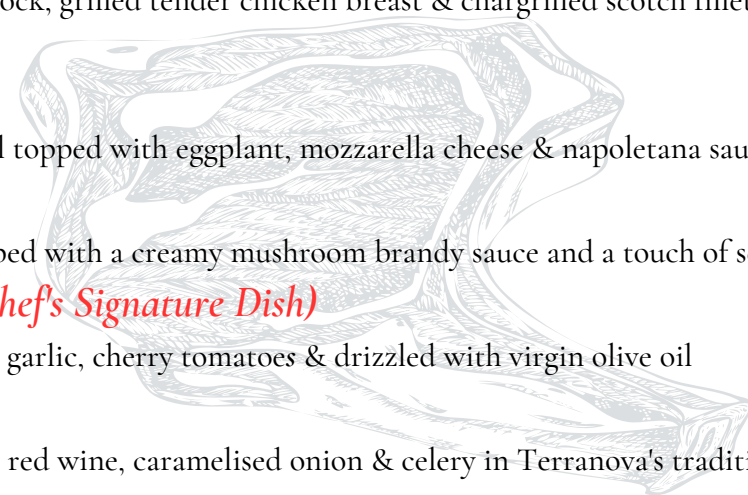 ock, grilled tender chicken breast & chargrilled scotch fillet
l topped with eggplant, mozzarella cheese & napoletana sau
ped with a creamy mushroom brandy sauce and a touch of s
hef's Signature Dish)
garlic, cherry tomatoes & drizzled with virgin olive oil
red wine, caramelised onion & celery in Terranova's traditi